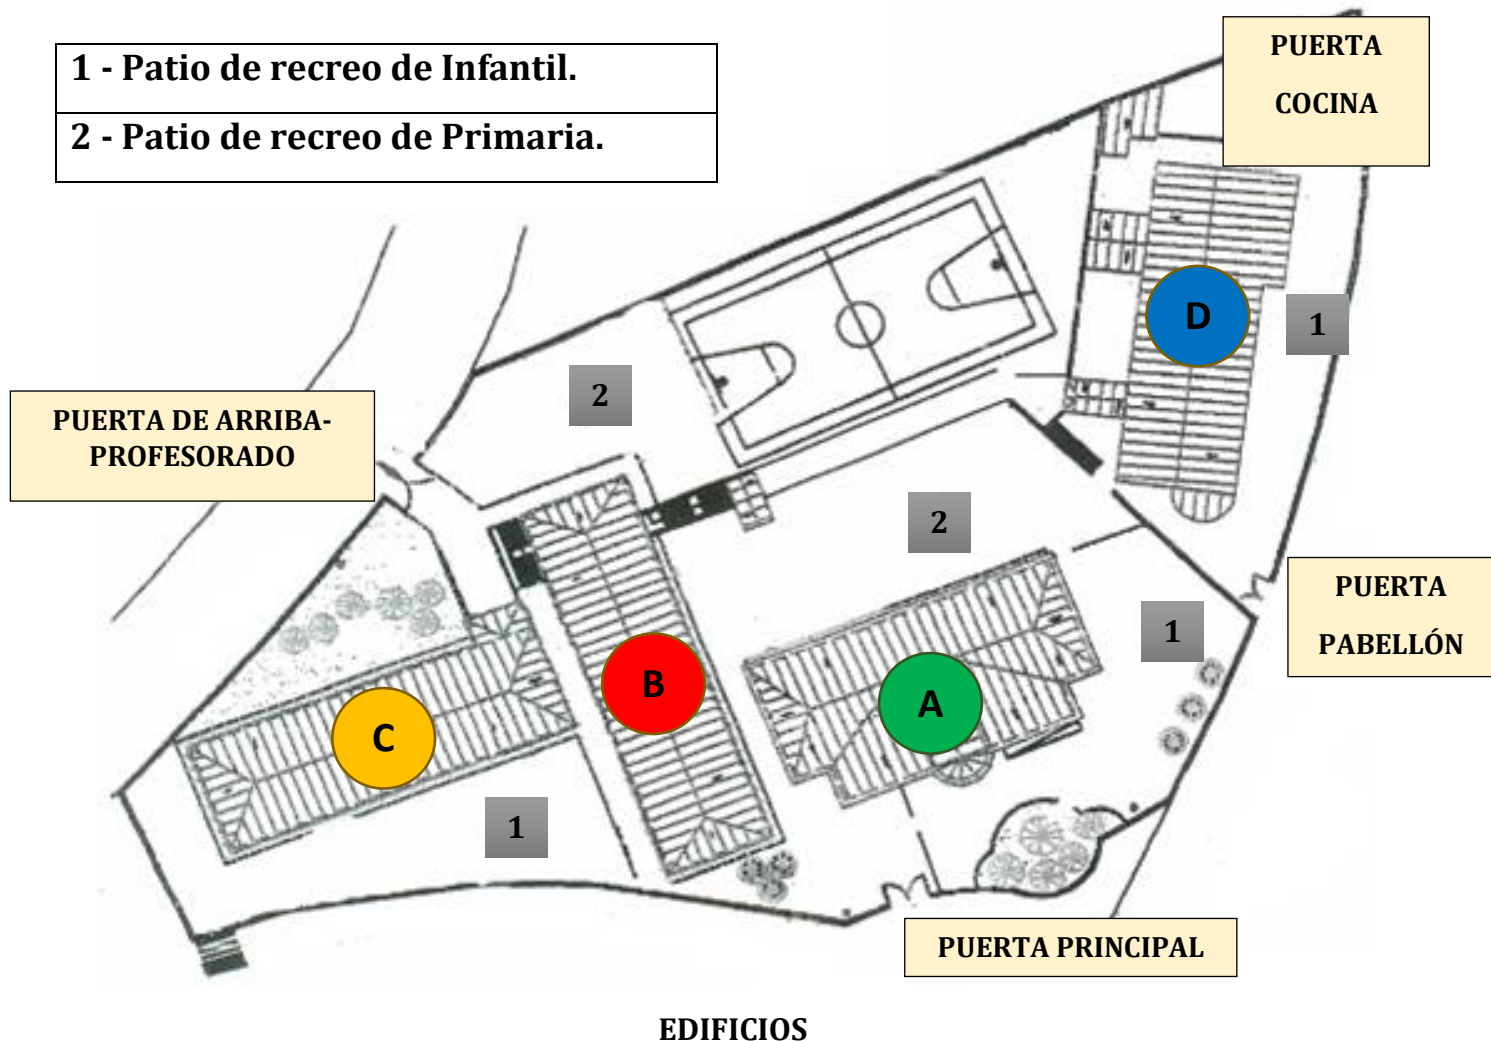 1 - Patio de recreo de Infantil.
2 - Patio de recreo de Primaria.
PUERTA
COCINA
D
1
2
PUERTA DE ARRIBA-
PROFESORADO
2
PUERTA
PABELLÓN
1
B
A
C
1
PUERTA PRINCIPAL
EDIFICIOS